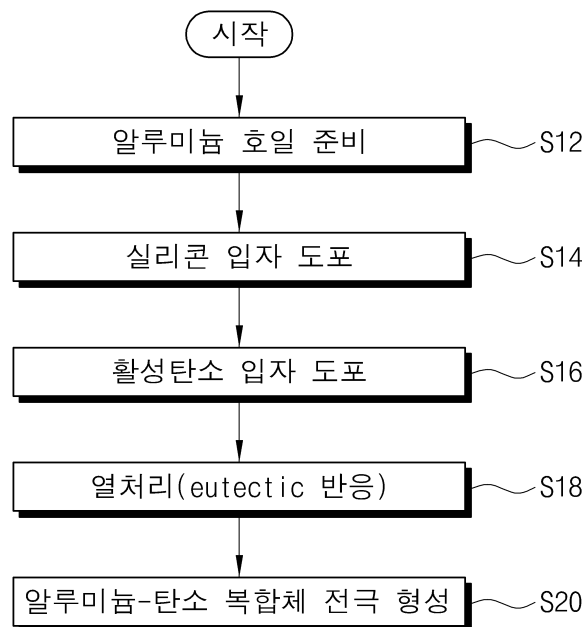 시작
알루미늄 호일 준비 S12
실리콘 입자 도포 S14
활성탄소 입자 도포 S16
열처리(eutectic 반응) S18
알루미늄-탄소 복합체 전극 형성 S20